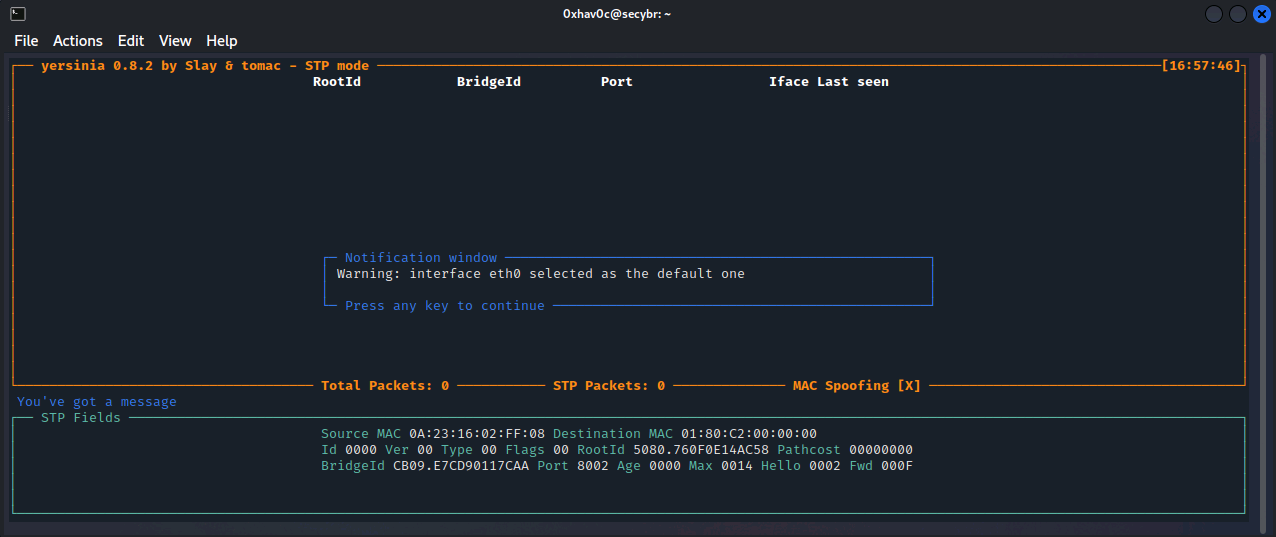 0xhav0c@secybr: ~
File Actions Edit View Help
yersinia 0.8.2 by Slay & tomac - STP mode [16:57:46]
RootId BridgeId Port Iface Last seen
Notification window
Warning: interface eth0 selected as the default one
Press any key to continue
Total Packets: 0 STP Packets: 0 MAC Spoofing [X]
You've got a message
STP Fields
Source MAC 0A:23:16:02:FF:08 Destination MAC 01:80:C2:00:00:00
Id 0000 Ver 00 Type 00 Flags 00 RootId 5080.760F0E14AC58 Pathcost 00000000
BridgeId CB09.E7CD90117CAA Port 8002 Age 0000 Max 0014 Hello 0002 Fwd 000F